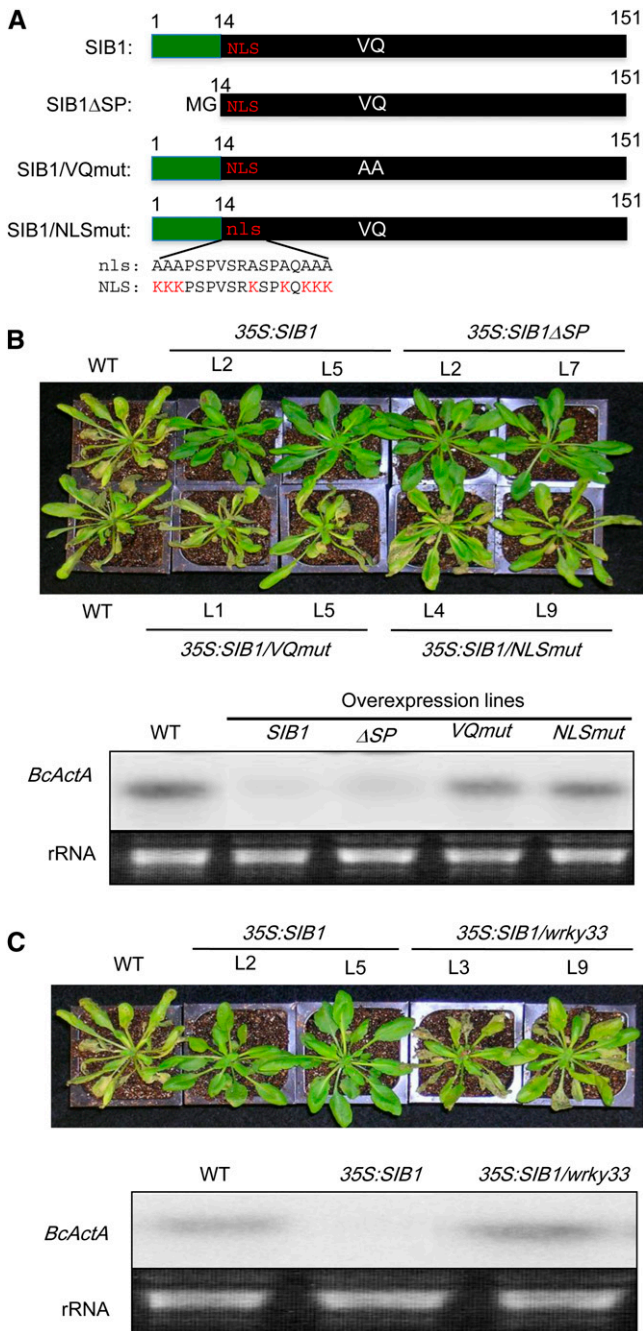 A
1 14 151
SIB1: NLS VQ
14 151
SIB1ΔSP: MG NLS VQ
1 14 151
SIB1/VQmut: NLS AA
1 14 151
SIB1/NLSmut: nls VQ
nls: AAAPSPVSRASPAQAAA
NLS: KKKPSPVSRKSPKQKKK
B
35S:SIB1 35S:SIB1ΔSP
WT L2 L5 L2 L7
WT L1 L5 L4 L9
35S:SIB1/VQmut 35S:SIB1/NLSmut
Overexpression lines
WT SIB1 ΔSP VQmut NLSmut
BcActA
rRNA
C
35S:SIB1 35S:SIB1/wrky33
WT L2 L5 L3 L9
WT 35S:SIB1 35S:SIB1/wrky33
BcActA
rRNA